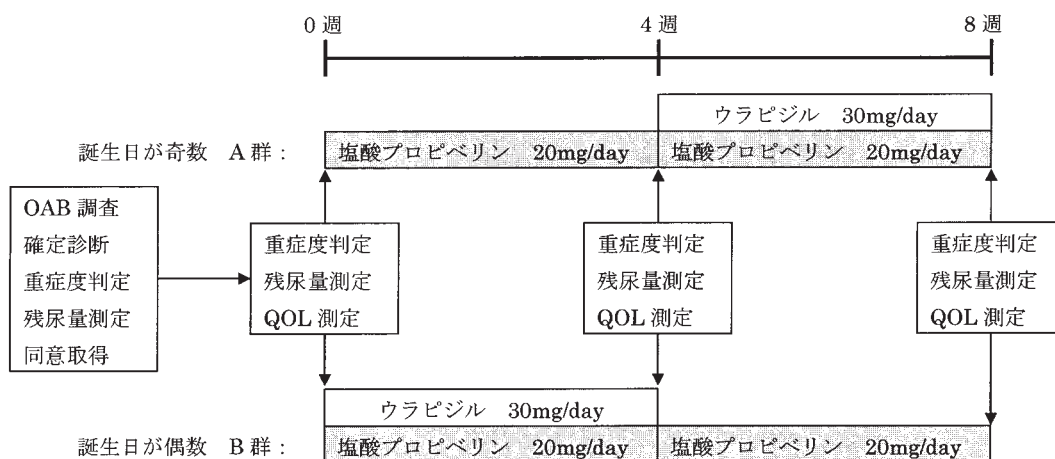 0 週 4 週 8 週
ウラピジル 30mg/day
誕生日が奇数 A 群： 塩酸プロピベリン 20mg/day 塩酸プロピベリン 20mg/day
OAB 調査
確定診断
重症度判定
残尿量測定
同意取得
重症度判定
残尿量測定
QOL 測定
重症度判定
残尿量測定
QOL 測定
重症度判定
残尿量測定
QOL 測定
ウラピジル 30mg/day
誕生日が偶数 B 群： 塩酸プロピベリン 20mg/day 塩酸プロピベリン 20mg/day